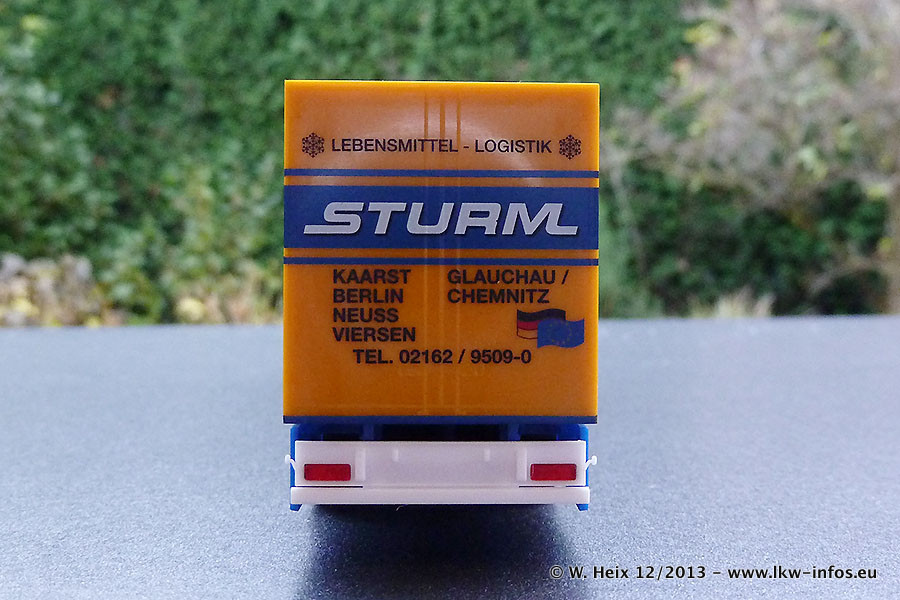 LEBENSMITTEL - LOGISTIK
STURM
KAARST GLAUCHAU /
BERLIN CHEMNITZ
NEUSS
VIERSEN
TEL. 02162 / 9509-0
© W. Heix 12/2013 - www.lkw-infos.eu